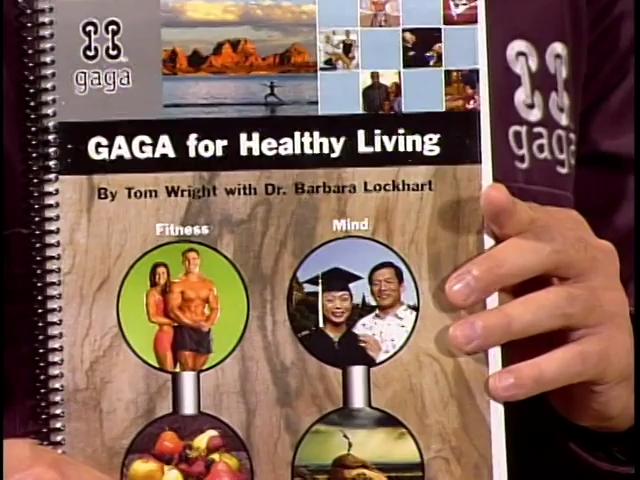 gaga
gaga
GAGA for Healthy Living
By Tom Wright with Dr. Barbara Lockhart
Fitness
Mind